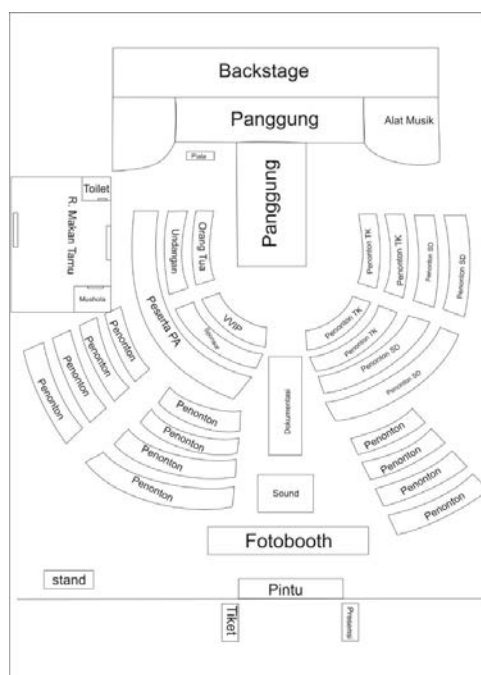 Backstage
Panggung
Alat Musik
Piala
Panggung
Toilet
R. Makan Tamu
Mushola
Orang Tua
Undangan
Peserta PA
VVIP
Penonton TK
Penonton TK
Penonton SD
Penonton SD
Penonton TK
Penonton TK
Penonton SD
Penonton SD
Penonton
Penonton
Penonton
Penonton
Penonton
Penonton
Penonton
Penonton
Dokumentasi
Penonton
Penonton
Penonton
Penonton
Sound
Fotobooth
stand
Pintu
Tiket
Presensi